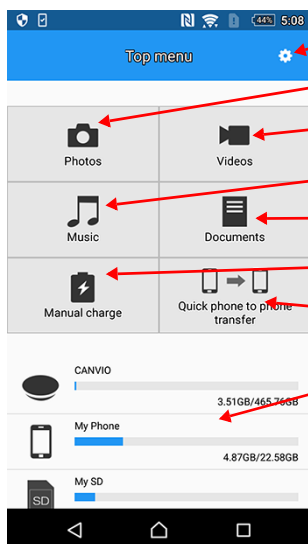 44% 5:08
Top menu
Photos
Videos
Music
Documents
Manual charge
Quick phone to phone
transfer
CANVIO
3.51GB/465.76GB
My Phone
4.87GB/22.58GB
My SD
SD